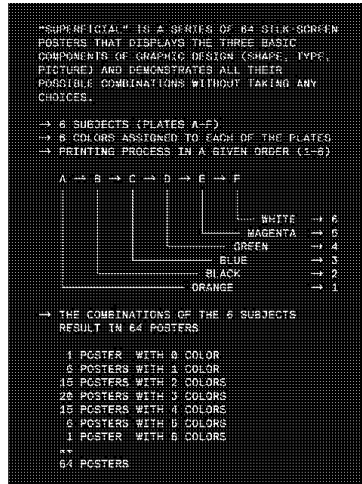 "SUPERFICIAL" IS A SERIES OF 64 SILK-SCREEN
POSTERS THAT DISPLAYS THE THREE BASIC
COMPONENTS OF GRAPHIC DESIGN (SHAPE, TYPE,
PICTURE) AND DEMONSTRATES ALL THEIR
POSSIBLE COMBINATIONS WITHOUT TAKING ANY
CHOICES.
→ 6 SUBJECTS (PLATES A-F)
→ 6 COLORS ASSIGNED TO EACH OF THE PLATES
→ PRINTING PROCESS IN A GIVEN ORDER (1-6)
A → B → C → D → E → F
WHITE → 6
MAGENTA → 5
GREEN → 4
BLUE → 3
BLACK → 2
ORANGE → 1
→ THE COMBINATIONS OF THE 6 SUBJECTS
RESULT IN 64 POSTERS
1 POSTER WITH 0 COLOR
6 POSTERS WITH 1 COLOR
15 POSTERS WITH 2 COLORS
20 POSTERS WITH 3 COLORS
15 POSTERS WITH 4 COLORS
6 POSTERS WITH 5 COLORS
1 POSTER WITH 6 COLORS
==
64 POSTERS